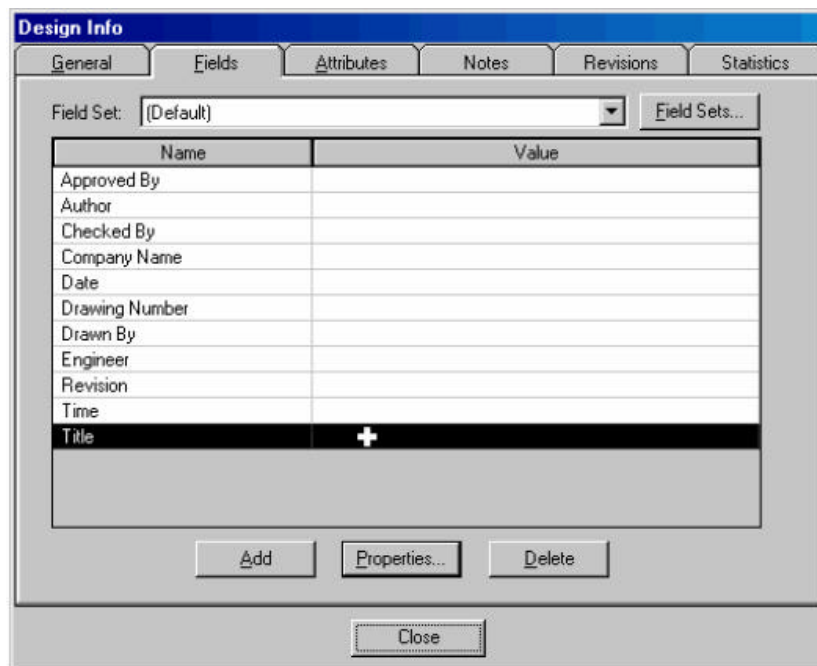 Design Info
General Fields Attributes Notes Revisions Statistics
Field Set: (Default) Field Sets...
Name Value
Approved By
Author
Checked By
Company Name
Date
Drawing Number
Drawn By
Engineer
Revision
Time
Title
Add Properties... Delete
Close